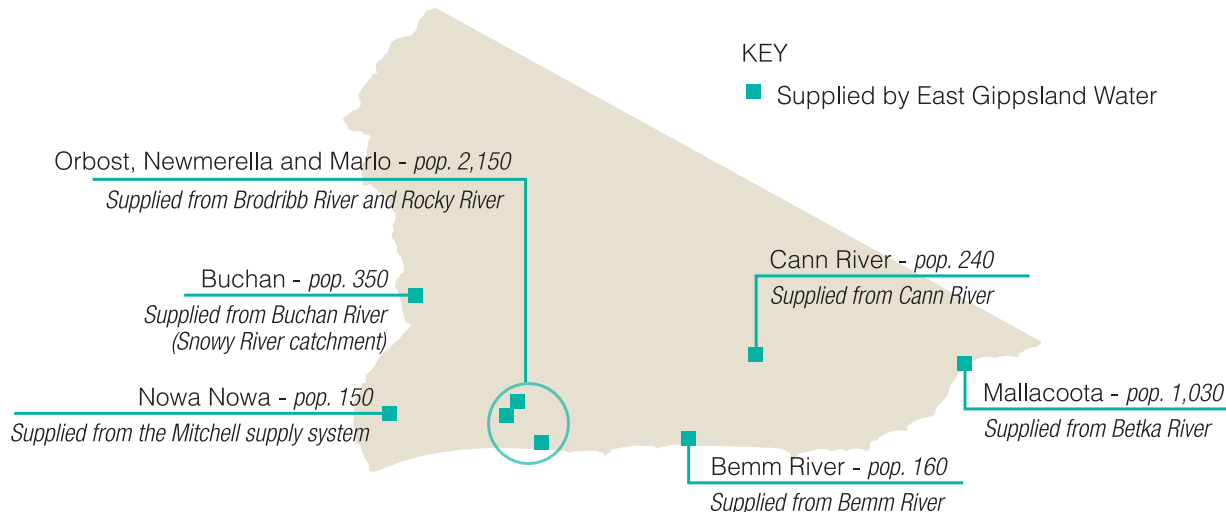 KEY
Supplied by East Gippsland Water
Orbost, Newmerella and Marlo - pop. 2,150
Supplied from Brodribb River and Rocky River
Buchan - pop. 350
Supplied from Buchan River
(Snowy River catchment)
Cann River - pop. 240
Supplied from Cann River
Nowa Nowa - pop. 150
Supplied from the Mitchell supply system
Mallacoota - pop. 1,030
Supplied from Betka River
Bemm River - pop. 160
Supplied from Bemm River